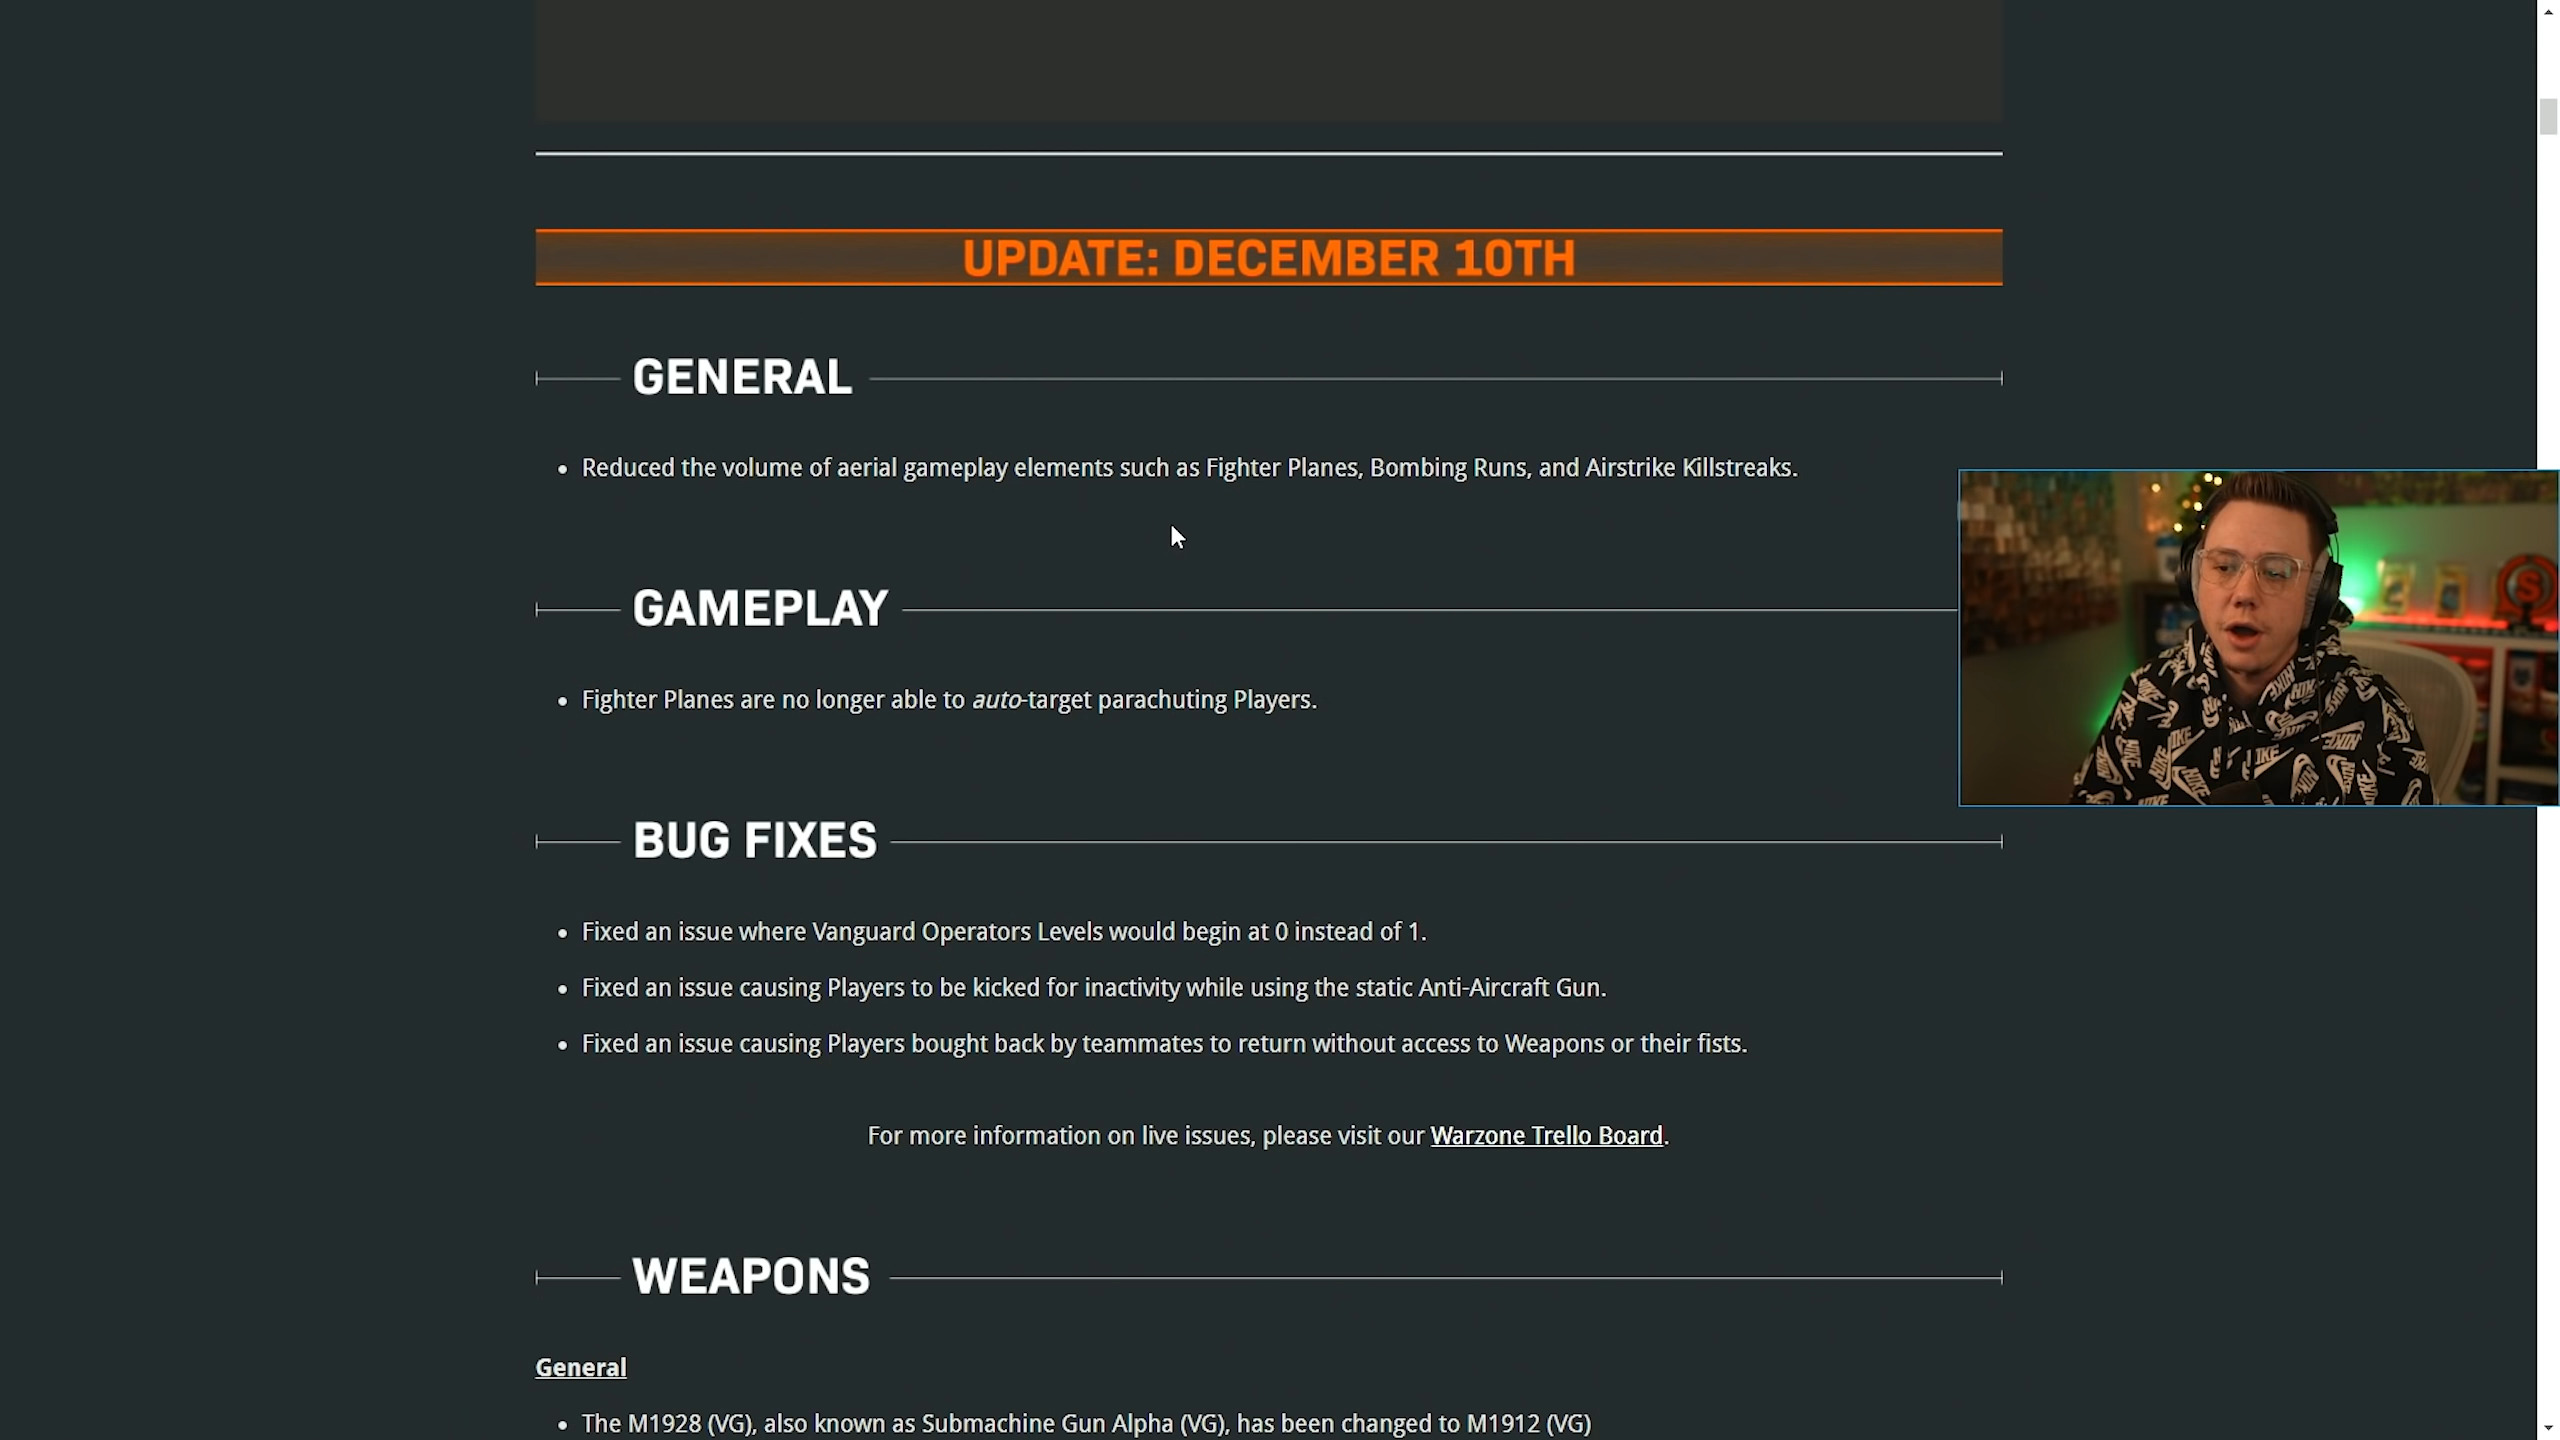 UPDATE: DECEMBER 10TH
GENERAL
• Reduced the volume of aerial gameplay elements such as Fighter Planes, Bombing Runs, and Airstrike Killstreaks.
GAMEPLAY
• Fighter Planes are no longer able to auto-target parachuting Players.
BUG FIXES
• Fixed an issue where Vanguard Operators Levels would begin at 0 instead of 1.
• Fixed an issue causing Players to be kicked for inactivity while using the static Anti-Aircraft Gun.
• Fixed an issue causing Players bought back by teammates to return without access to Weapons or their fists.
For more information on live issues, please visit our Warzone Trello Board.
WEAPONS
General
• The M1928 (VG), also known as Submachine Gun Alpha (VG), has been changed to M1912 (VG)
S
NIKE